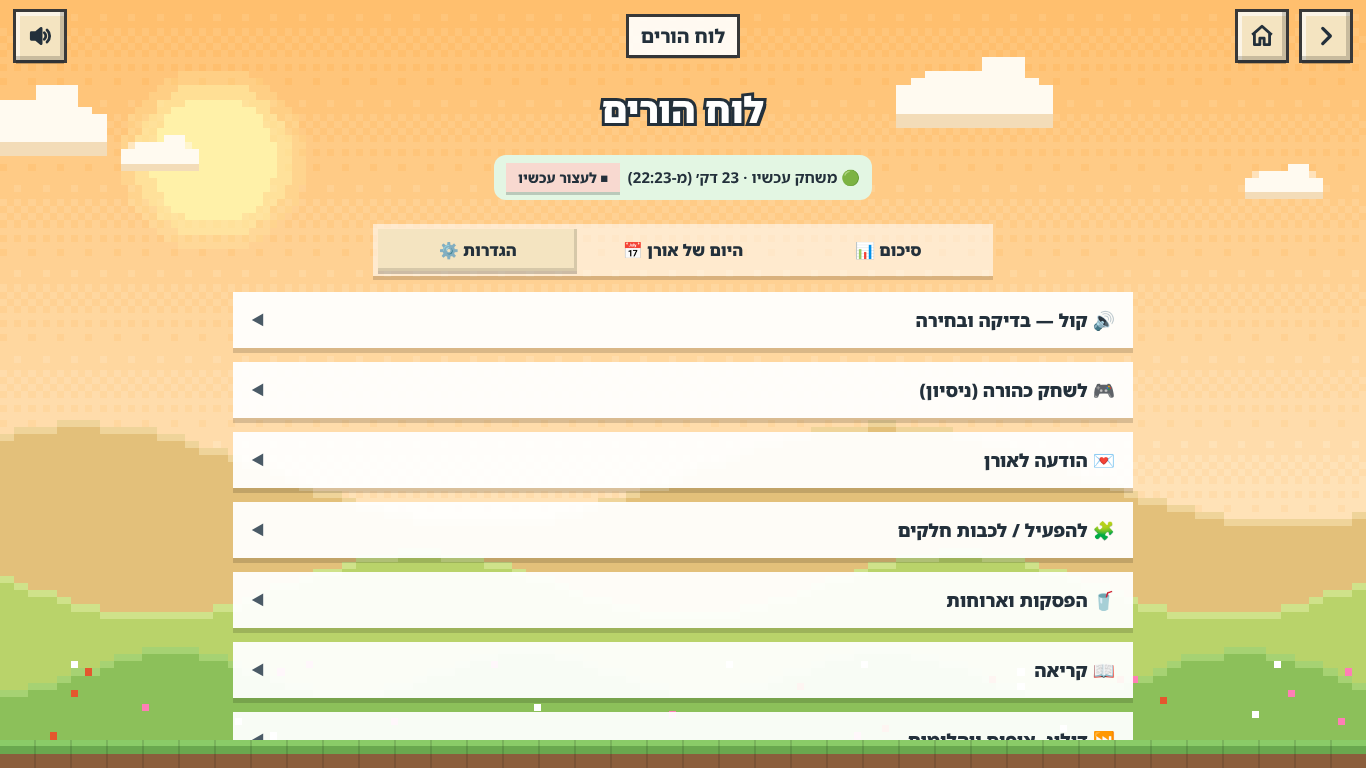 לוח הורים
לוח הורים
🟢 משחק עכשיו · 23 דק׳ (מ-22:23) ■ לעצור עכשיו
סיכום 📊
היום של אורן 📅
הגדרות ⚙️
🔊 קול — בדיקה ובחירה
🎮 לשחק כהורה (ניסיון)
💌 הודעה לאורן
🧩 להפעיל / לכבות חלקים
🥤 הפסקות וארוחות
📖 קריאה